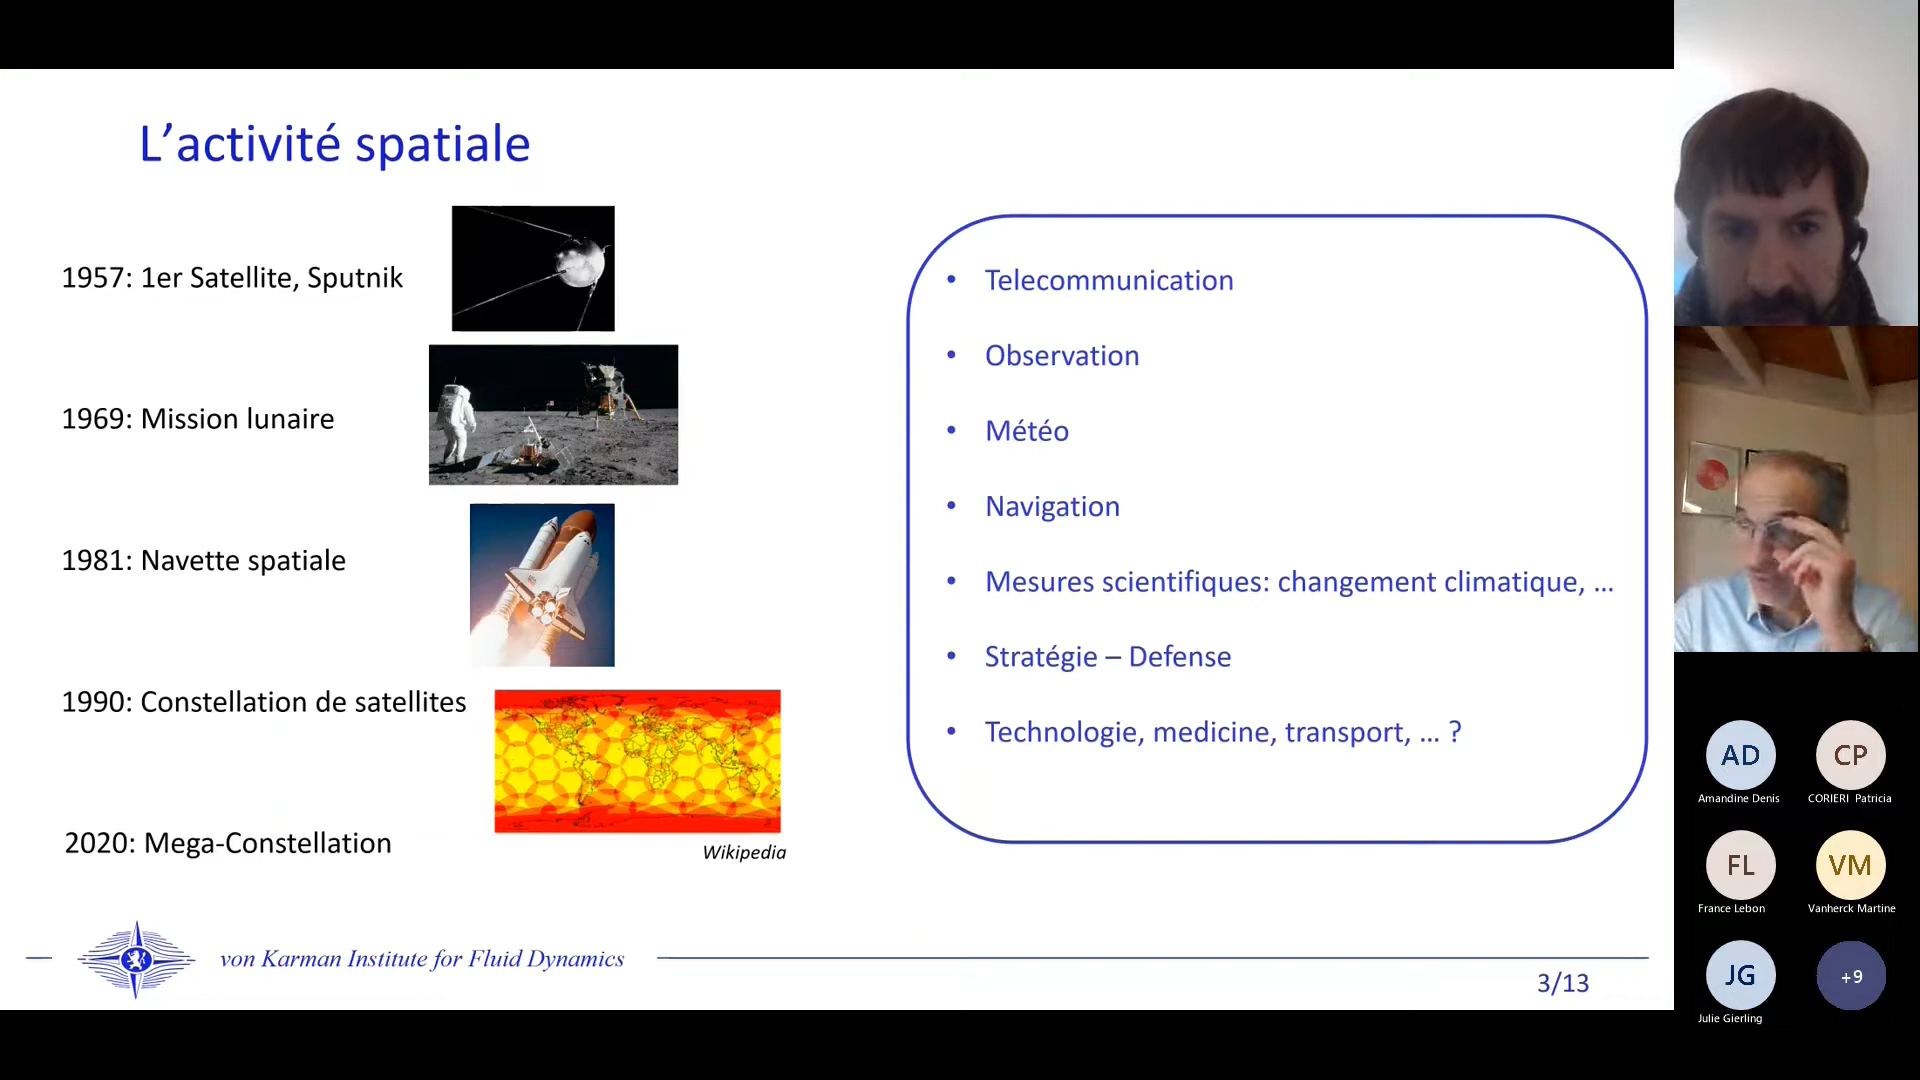 L’activité spatiale
1957: 1er Satellite, Sputnik
1969: Mission lunaire
1981: Navette spatiale
1990: Constellation de satellites
2020: Mega-Constellation
Wikipedia
• Telecommunication
• Observation
• Météo
• Navigation
• Mesures scientifiques: changement climatique, ...
• Stratégie – Defense
• Technologie, medicine, transport, ... ?
von Karman Institute for Fluid Dynamics
3/13
AD
Amandine Denis
CP
CORIERI Patricia
FL
France Lebon
VM
Vanherck Martine
JG
Julie Gierling
+9